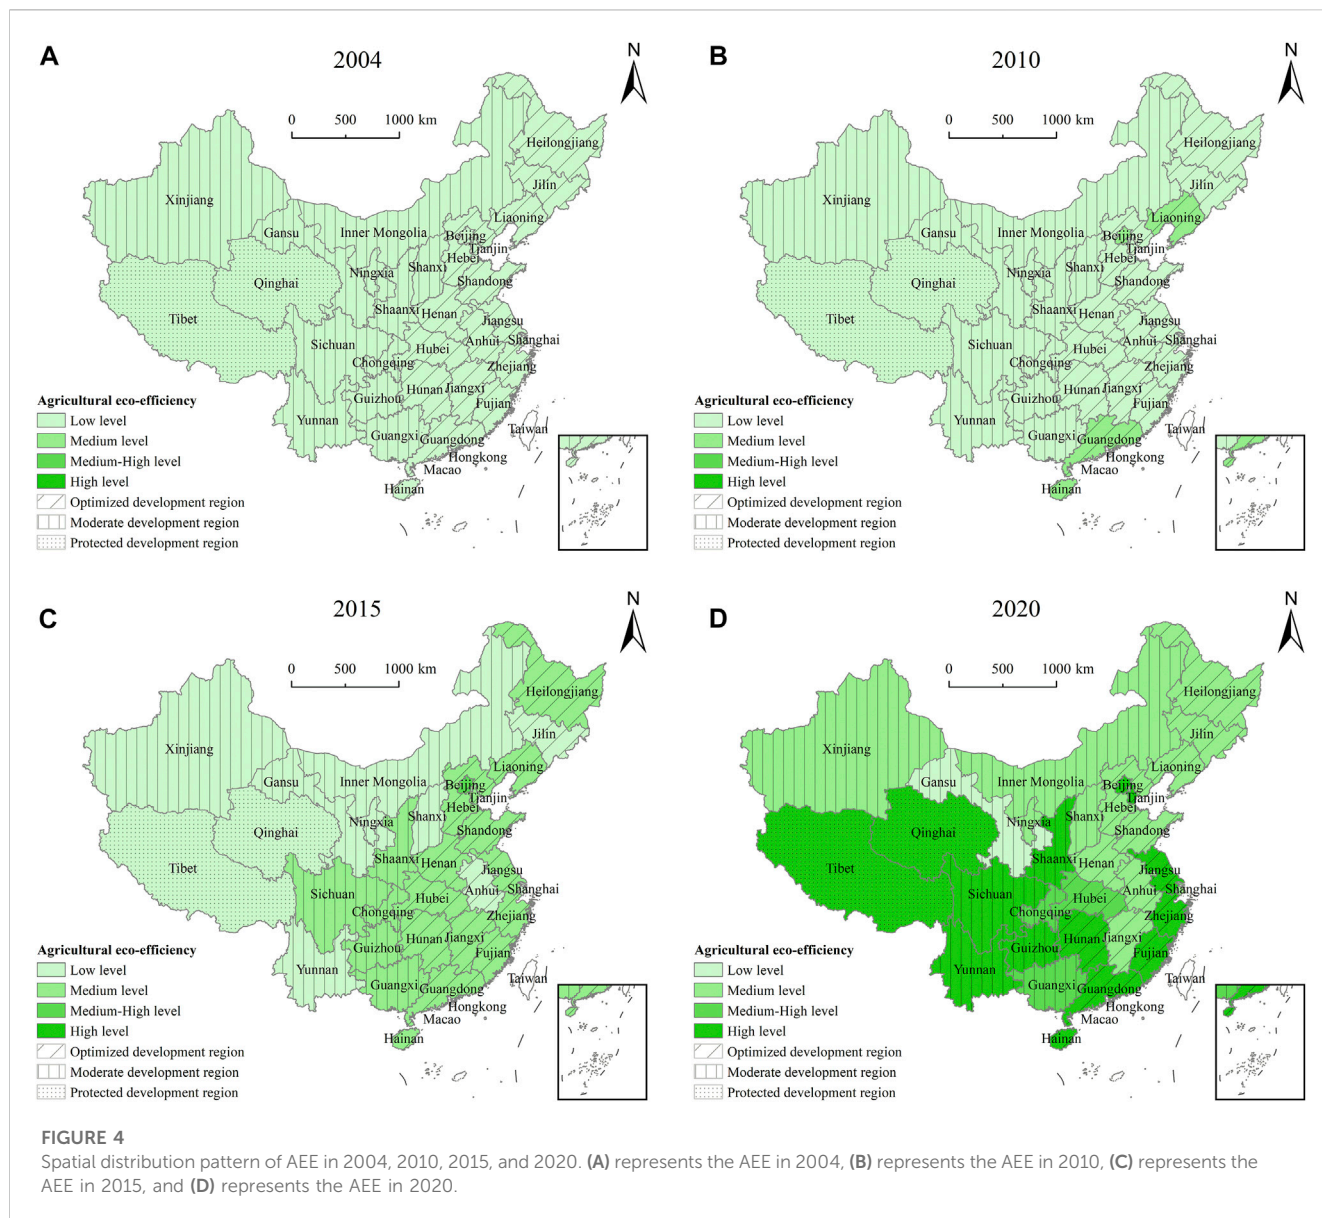 A
2004
N
0 500 1000 km
Heilongjiang
Jilin
Xinjiang
Liaoning
Gansu
Inner Mongolia
Beijing
Tianjin
Hebei
Shanxi
Ningxia
Qinghai
Shandong
Shaanxi
Henan
Tibet
Jiangsu
Sichuan
Hubei
Anhui
Shanghai
Chongqing
Zhejiang
Hunan
Jiangxi
Guizhou
Fujian
Yunnan
Guangxi
Guangdong
Taiwan
Hongkong
Macao
Hainan
Agricultural eco-efficiency
Low level
Medium level
Medium-High level
High level
Optimized development region
Moderate development region
Protected development region
B
2010
N
0 500 1000 km
Heilongjiang
Jilin
Xinjiang
Liaoning
Gansu
Inner Mongolia
Beijing
Tianjin
Hebei
Shanxi
Ningxia
Qinghai
Shandong
Shaanxi
Henan
Tibet
Jiangsu
Sichuan
Hubei
Anhui
Shanghai
Chongqing
Zhejiang
Hunan
Jiangxi
Guizhou
Fujian
Yunnan
Guangxi
Guangdong
Taiwan
Hongkong
Macao
Hainan
Agricultural eco-efficiency
Low level
Medium level
Medium-High level
High level
Optimized development region
Moderate development region
Protected development region
C
2015
N
0 500 1000 km
Heilongjiang
Jilin
Xinjiang
Liaoning
Gansu
Inner Mongolia
Beijing
Tianjin
Hebei
Shanxi
Ningxia
Qinghai
Shandong
Shaanxi
Henan
Tibet
Jiangsu
Sichuan
Hubei
Anhui
Shanghai
Chongqing
Zhejiang
Hunan
Jiangxi
Guizhou
Fujian
Yunnan
Guangxi
Guangdong
Taiwan
Hongkong
Macao
Hainan
Agricultural eco-efficiency
Low level
Medium level
Medium-High level
High level
Optimized development region
Moderate development region
Protected development region
D
2020
N
0 500 1000 km
Heilongjiang
Jilin
Xinjiang
Liaoning
Gansu
Inner Mongolia
Beijing
Tianjin
Hebei
Shanxi
Ningxia
Qinghai
Shandong
Shaanxi
Henan
Tibet
Jiangsu
Sichuan
Hubei
Anhui
Shanghai
Chongqing
Zhejiang
Hunan
Jiangxi
Guizhou
Fujian
Yunnan
Guangxi
Guangdong
Taiwan
Hongkong
Macao
Hainan
Agricultural eco-efficiency
Low level
Medium level
Medium-High level
High level
Optimized development region
Moderate development region
Protected development region
FIGURE 4
Spatial distribution pattern of AEE in 2004, 2010, 2015, and 2020. (A) represents the AEE in 2004, (B) represents the AEE in 2010, (C) represents the
AEE in 2015, and (D) represents the AEE in 2020.